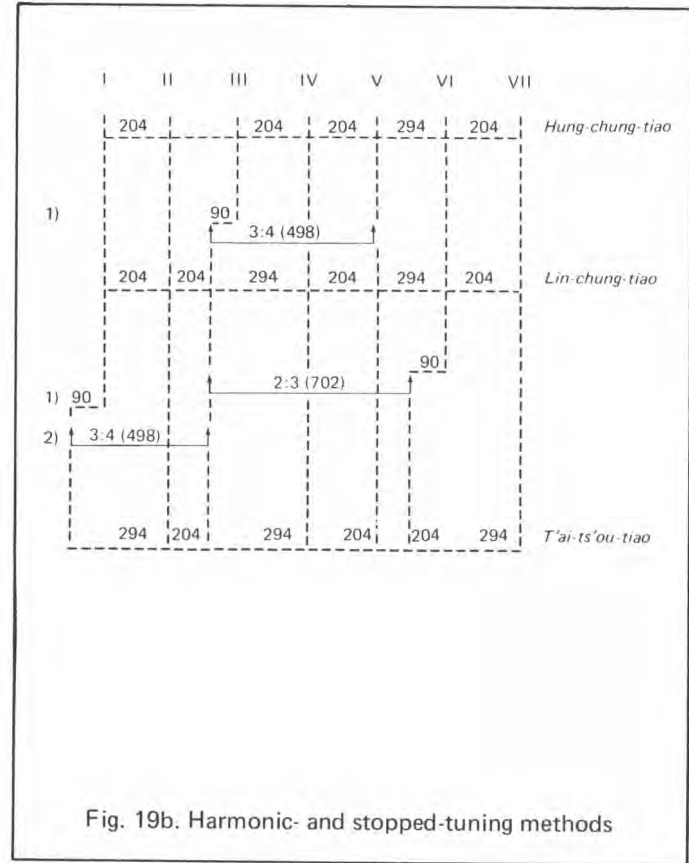 I II III IV V VI VII
204 204 204 294 204 Hung-chung-tiao
90
1) 3:4 (498)
204 204 294 204 294 204 Lin-chung-tiao
90
2:3 (702)
1) 90
2) 3:4 (498)
294 204 294 204 204 294 T'ai-ts'ou-tiao
Fig. 19b. Harmonic- and stopped-tuning methods